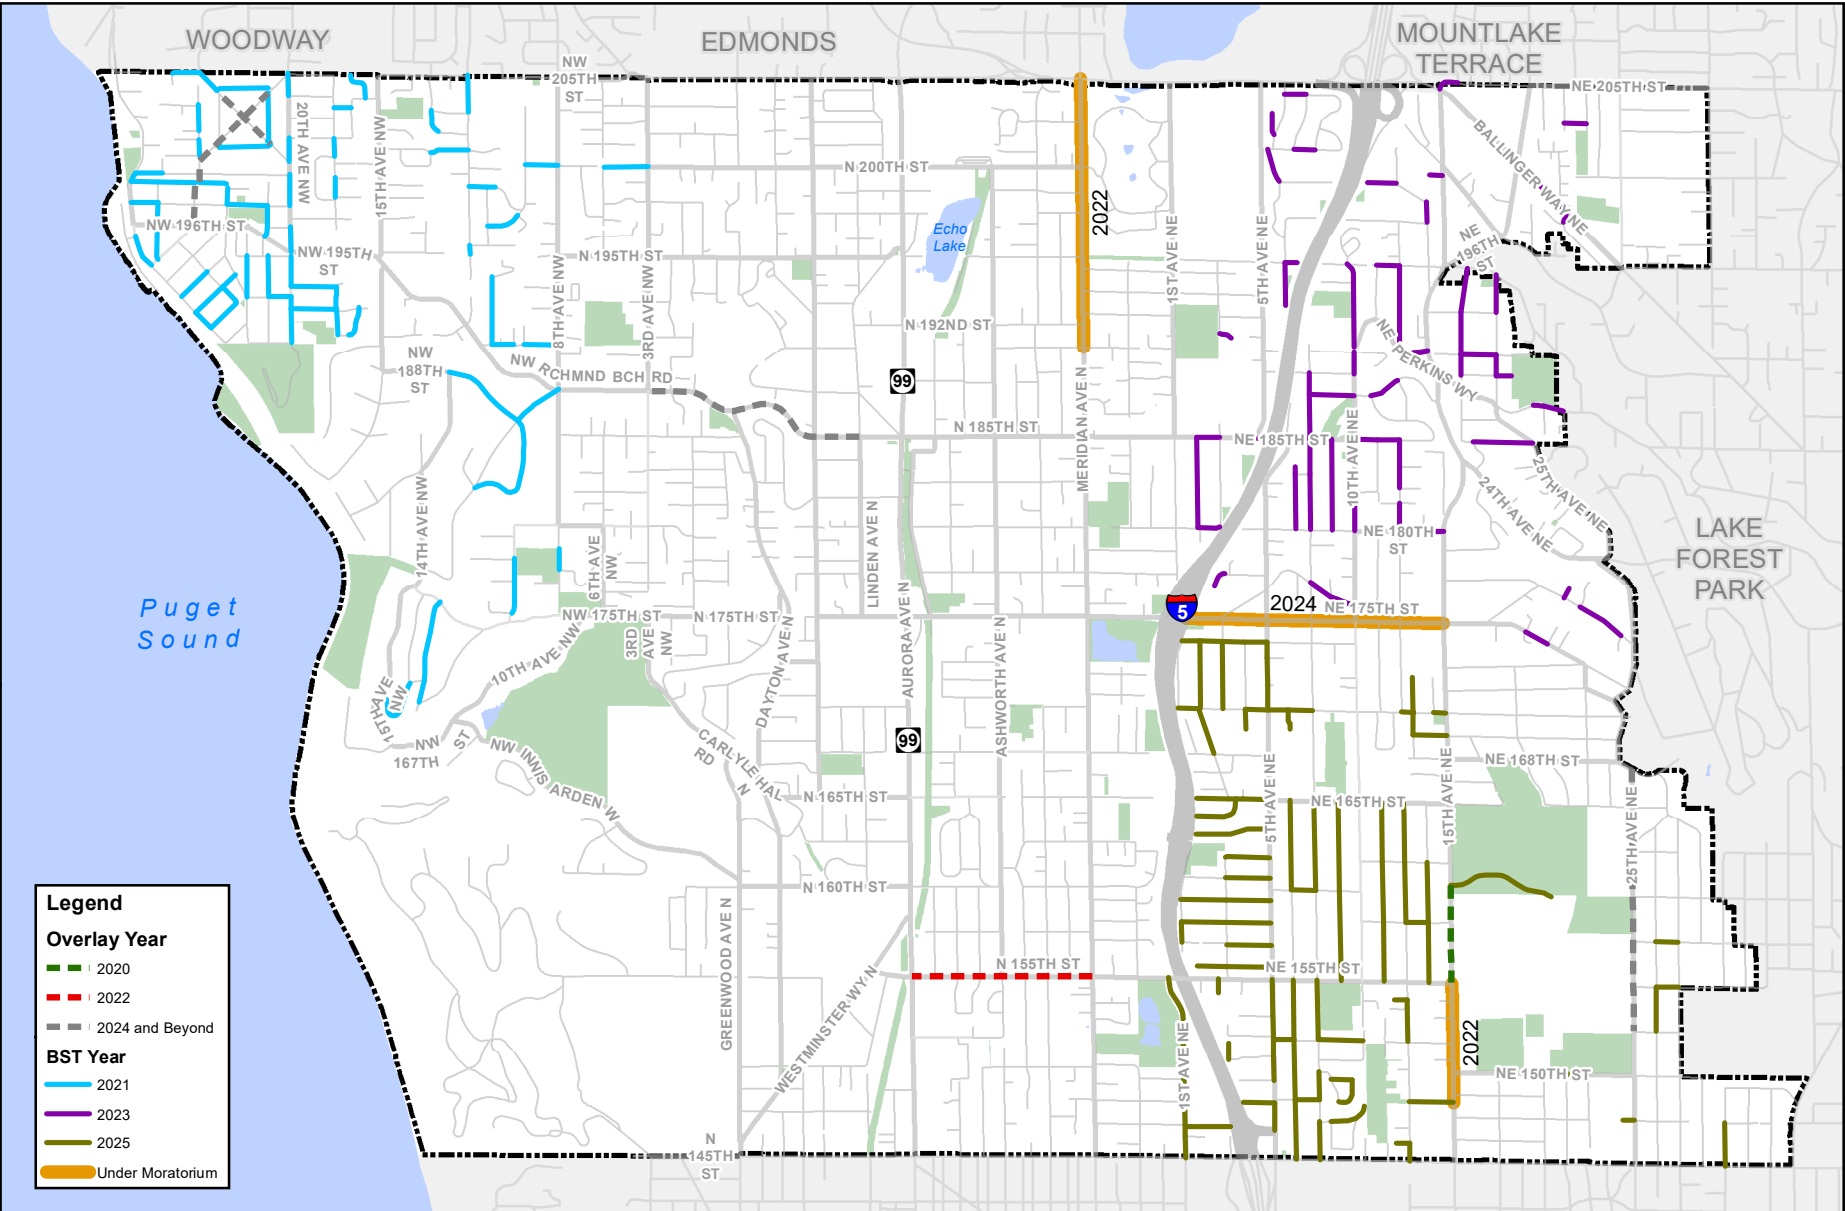 WOODWAY
EDMONDS
MOUNTLAKE
TERRACE
NW
205TH
ST
NE 205TH ST
20TH AVE NW
15TH AVE NW
BALLINGER WAY NE
N 200TH ST
2022
NW 196TH ST
NW 195TH
ST
N 195TH ST
Echo
Lake
1ST AVE NE
5TH AVE NE
NE
196TH
ST
8TH AVE NW
3RD AVE NW
N 192ND ST
NW
188TH
ST
NW RCHMND BCH RD
99
NE PERKINS WY
MERIDIAN AVE N
N 185TH ST
NE 185TH ST
10TH AVE NE
14TH AVE NW
LINDEN AVE N
24TH AVE NE
25TH AVE NE
NE 180TH
ST
LAKE
FOREST
PARK
6TH AVE
NW
Puget
Sound
NW 175TH ST
N 175TH ST
5
2024
NE 175TH ST
10TH AVE NW
3RD
AVE
NW
DAYTON AVE N
AURORA AVE N
ASHWORTH AVE N
15TH AVE
NW
NW
167TH
ST
NW INNIS ARDEN W
CARLYLE HAL
RD
N
99
5TH AVE NE
15TH AVE NE
NE 168TH ST
N 165TH ST
NE 165TH ST
25TH AVE NE
N 160TH ST
GREENWOOD AVE N
WESTMINSTER WY N
N 155TH ST
NE 155TH ST
2022
1ST AVE NE
NE 150TH ST
N
145TH
ST
Legend
Overlay Year
2020
2022
2024 and Beyond
BST Year
2021
2023
2025
Under Moratorium